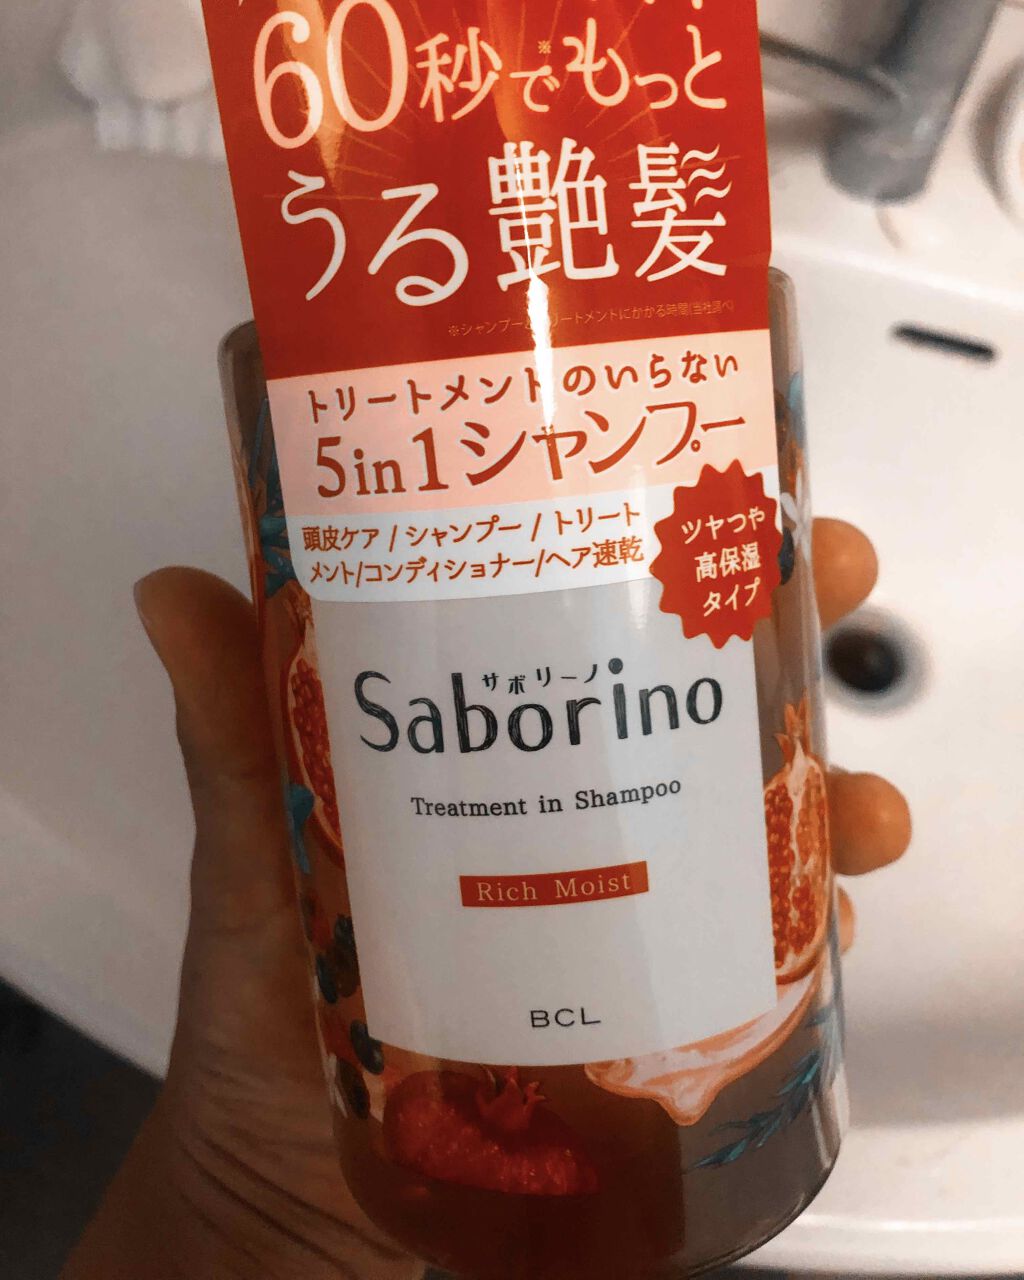 60秒で※もっと
うる艶髪
※シャンプーとトリートメントにかかる時間(当社調べ)
トリートメントのいらない
5in1シャンプー
頭皮ケア/シャンプー/トリート
メント/コンディショナー/ヘア速乾
ツヤつや
高保湿
タイプ
サボリーノ
Saborino
Treatment in Shampoo
Rich Moist
BCL